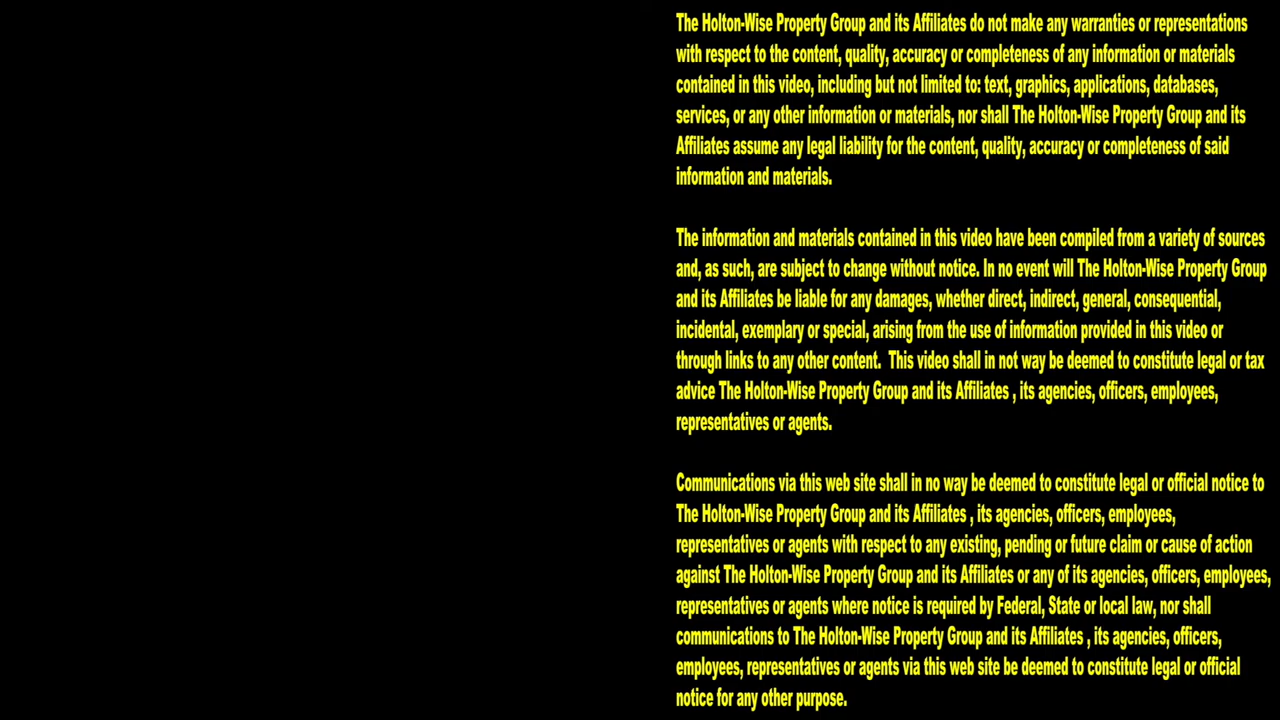 The Holton-Wise Property Group and its Affiliates do not make any warranties or representations
with respect to the content, quality, accuracy or completeness of any information or materials
contained in this video, including but not limited to: text, graphics, applications, databases,
services, or any other information or materials, nor shall The Holton-Wise Property Group and its
Affiliates assume any legal liability for the content, quality, accuracy or completeness of said
information and materials.
The information and materials contained in this video have been compiled from a variety of sources
and, as such, are subject to change without notice. In no event will The Holton-Wise Property Group
and its Affiliates be liable for any damages, whether direct, indirect, general, consequential,
incidental, exemplary or special, arising from the use of information provided in this video or
through links to any other content.  This video shall in not way be deemed to constitute legal or tax
advice The Holton-Wise Property Group and its Affiliates , its agencies, officers, employees,
representatives or agents.
Communications via this web site shall in no way be deemed to constitute legal or official notice to
The Holton-Wise Property Group and its Affiliates , its agencies, officers, employees,
representatives or agents with respect to any existing, pending or future claim or cause of action
against The Holton-Wise Property Group and its Affiliates or any of its agencies, officers, employees,
representatives or agents where notice is required by Federal, State or local law, nor shall
communications to The Holton-Wise Property Group and its Affiliates , its agencies, officers,
employees, representatives or agents via this web site be deemed to constitute legal or official
notice for any other purpose.